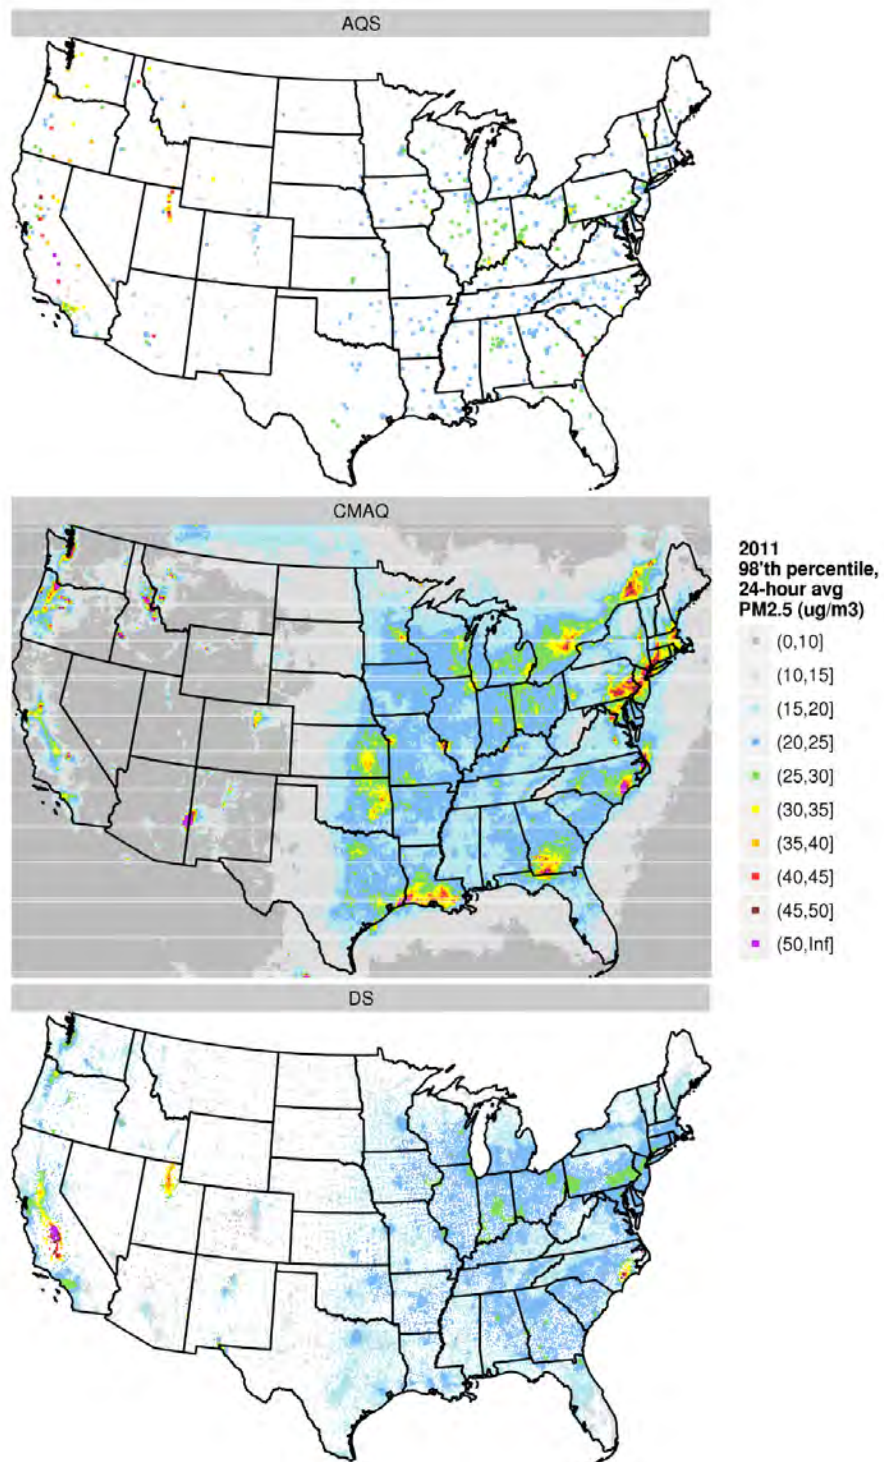 AQS
CMAQ
2011
98'th percentile,
24-hour avg
PM2.5 (ug/m3)
(0,10]
(10,15]
(15,20]
(20,25]
(25,30]
(30,35]
(35,40]
(40,45]
(45,50]
(50,Inf]
DS